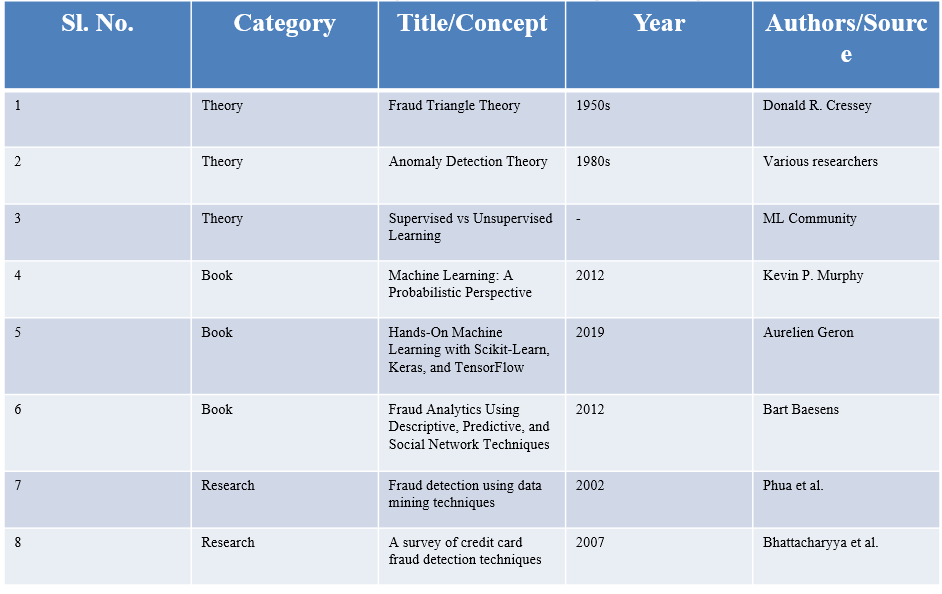 Sl. No. Category Title/Concept Year Authors/Sourc
e
1 Theory Fraud Triangle Theory 1950s Donald R. Cressey
2 Theory Anomaly Detection Theory 1980s Various researchers
3 Theory Supervised vs Unsupervised - ML Community
Learning
4 Book Machine Learning: A 2012 Kevin P. Murphy
Probabilistic Perspective
5 Book Hands-On Machine 2019 Aurelien Geron
Learning with Scikit-Learn,
Keras, and TensorFlow
6 Book Fraud Analytics Using 2012 Bart Baesens
Descriptive, Predictive, and
Social Network Techniques
7 Research Fraud detection using data 2002 Phua et al.
mining techniques
8 Research A survey of credit card 2007 Bhattacharyya et al.
fraud detection techniques